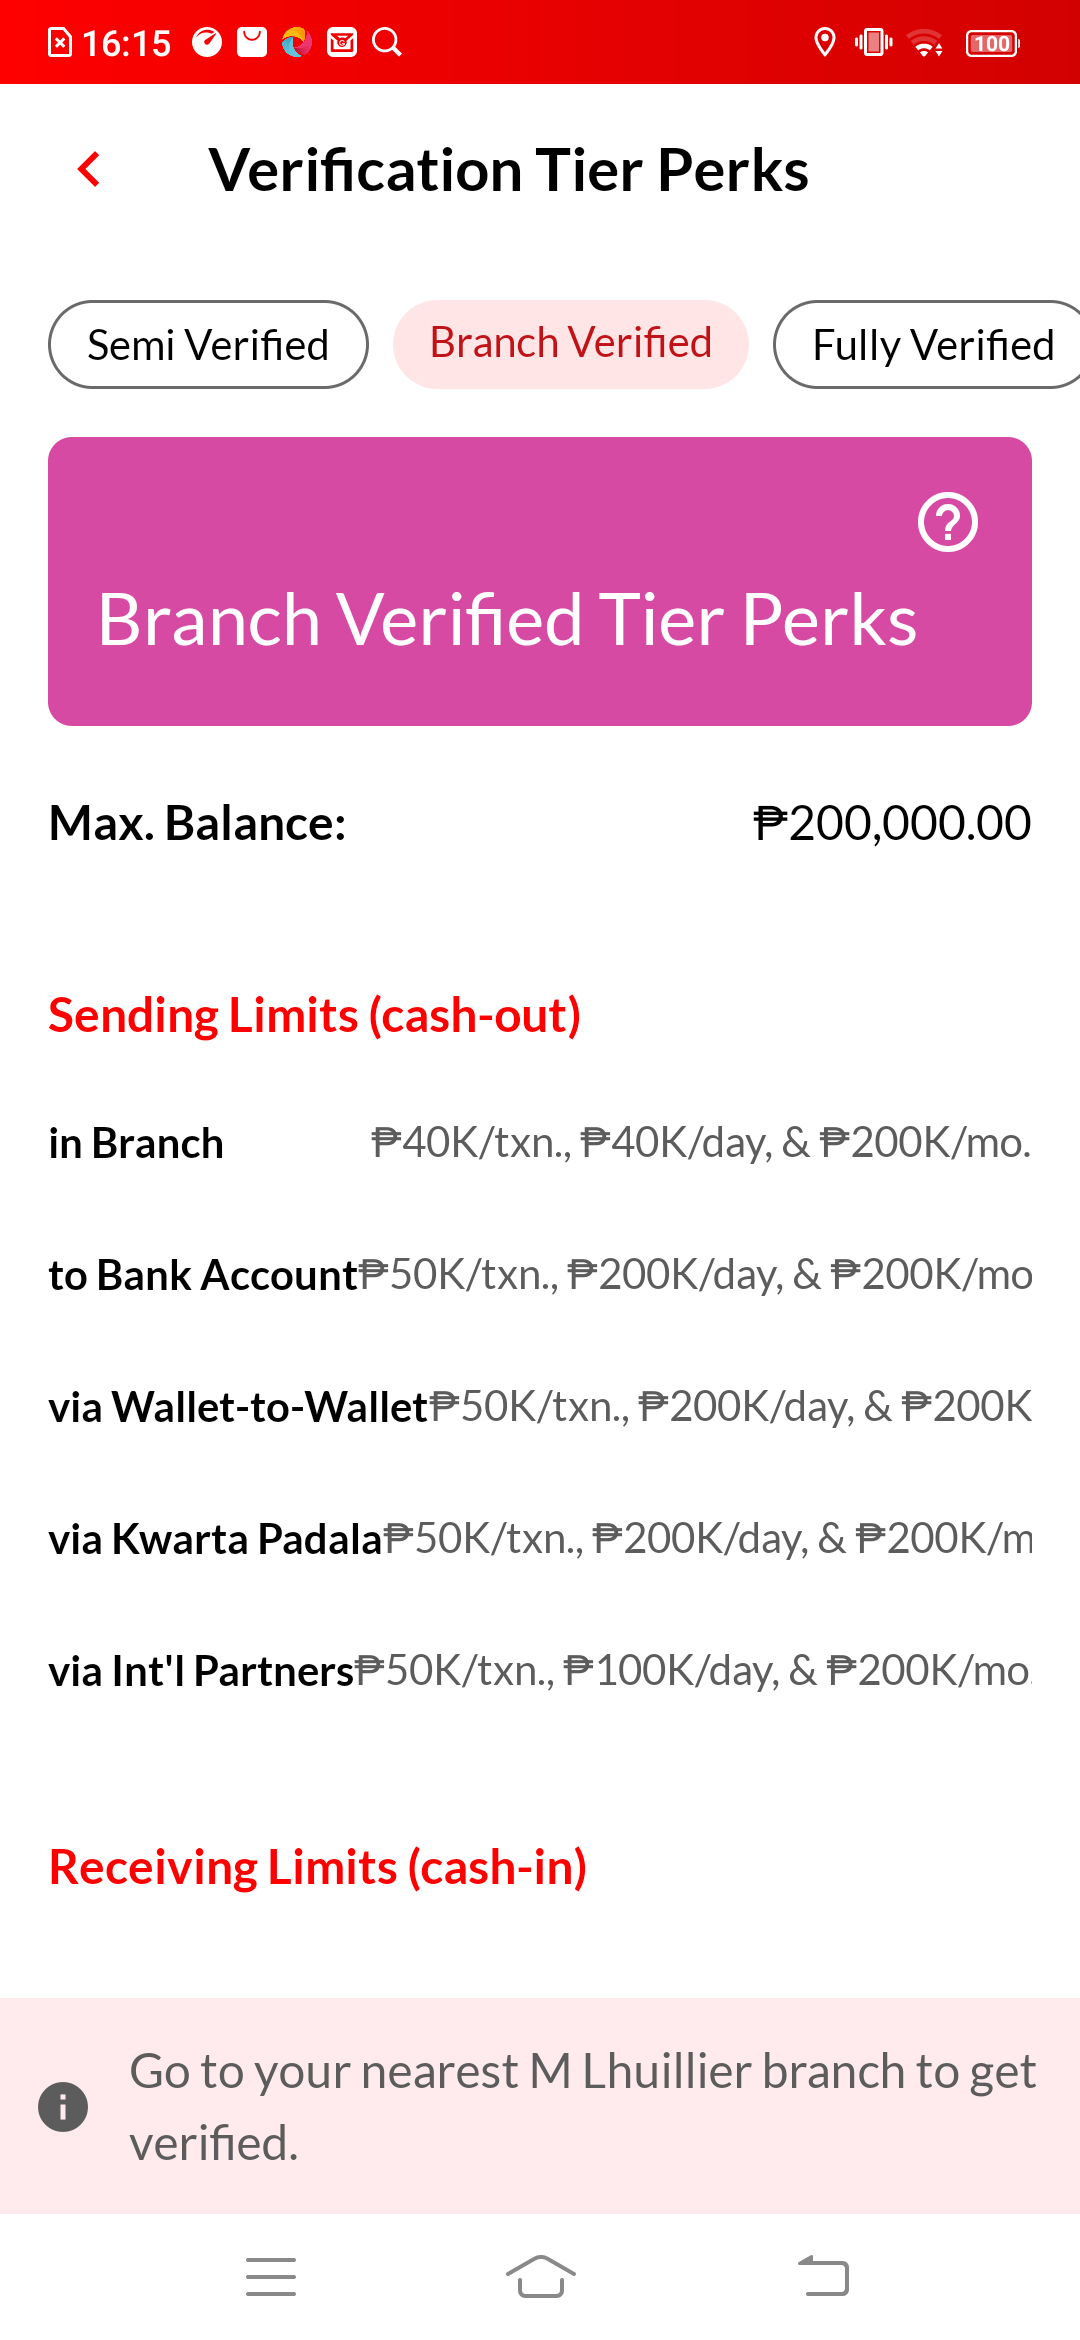 16:15
100
Verification Tier Perks
Semi Verified Branch Verified Fully Verified
Branch Verified Tier Perks
Max. Balance: ₱200,000.00
Sending Limits (cash-out)
in Branch ₱40K/txn., ₱40K/day, & ₱200K/mo.
to Bank Account₱50K/txn., ₱200K/day, & ₱200K/mo
via Wallet-to-Wallet₱50K/txn., ₱200K/day, & ₱200K
via Kwarta Padala₱50K/txn., ₱200K/day, & ₱200K/m
via Int'l Partners₱50K/txn., ₱100K/day, & ₱200K/mo.
Receiving Limits (cash-in)
Go to your nearest M Lhuillier branch to get
verified.